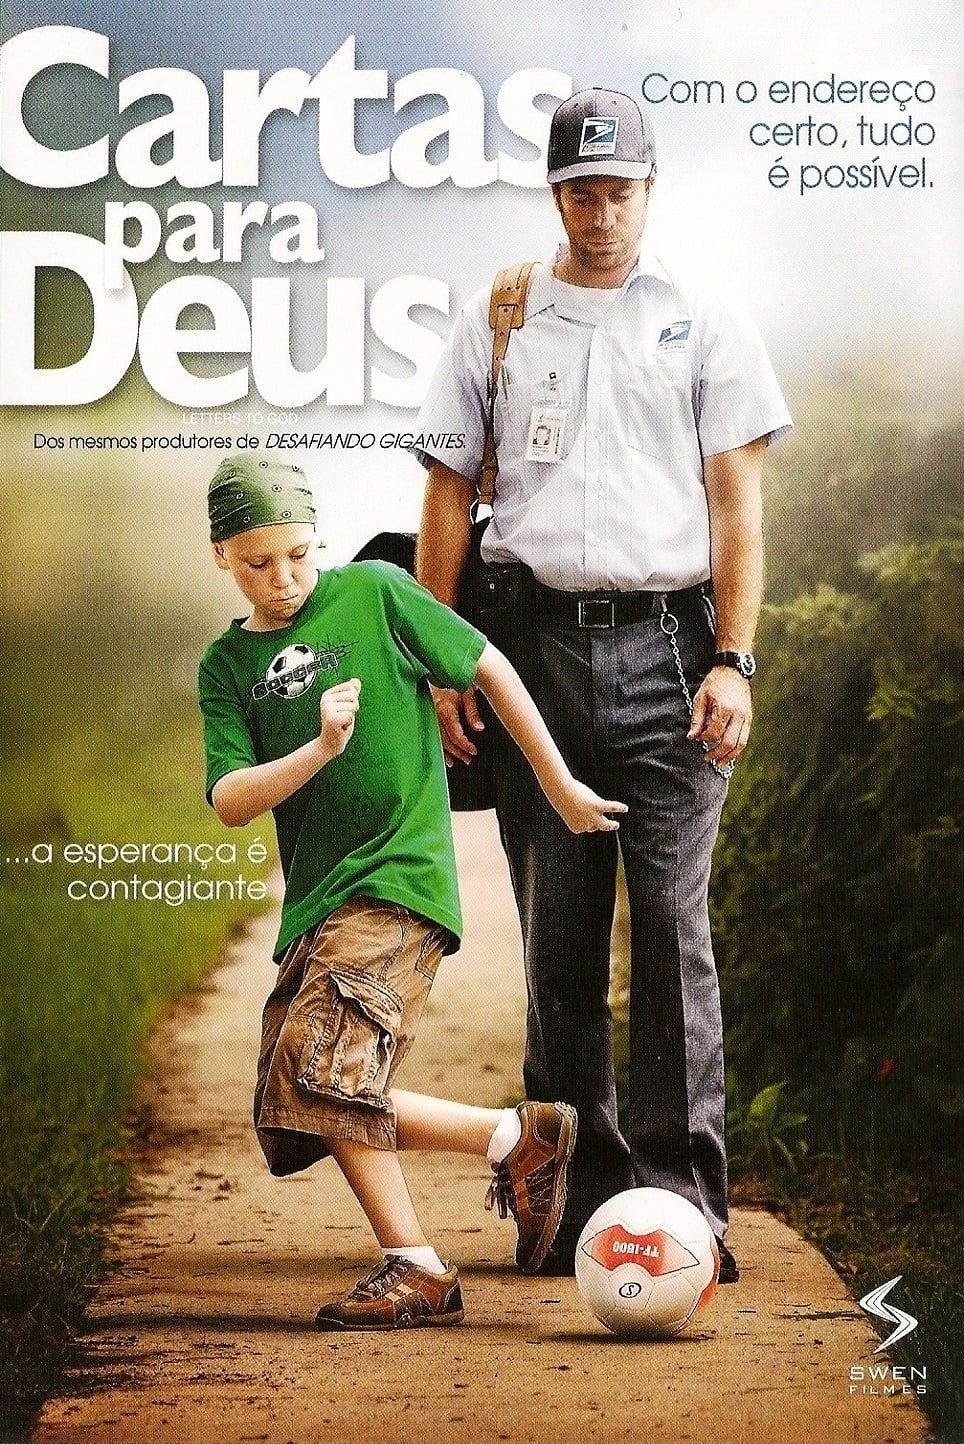 Cartas
para
Deus
LETTERS TO GOD
Dos mesmos produtores de DESAFIANDO GIGANTES.
Com o endereço
certo, tudo
é possível.
SOCCER
...a esperança é
contagiante
TF-1500
SWEN
FILMES